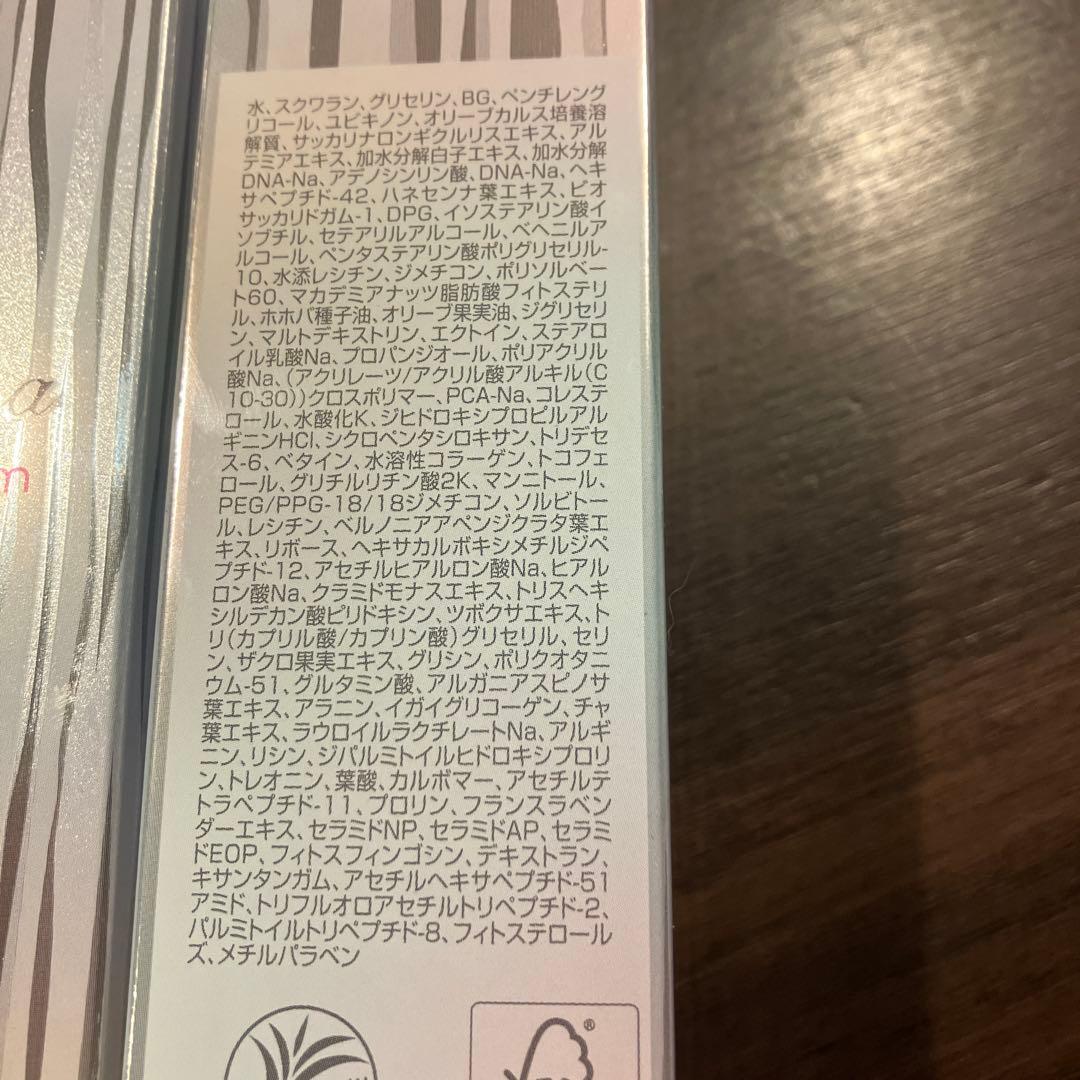 水、スクワラン、グリセリン、BG、ペンチレング
リコール、ユビキノン、オリーブカルス培養溶
解質、サッカリナロンギクルリスエキス、アル
テミアエキス、加水分解白子エキス、加水分解
DNA-Na、アデノシンリン酸、DNA-Na、ヘキ
サペプチド-42、ハネセンナ葉エキス、ビオ
サッカリドガム-1、DPG、イソステアリン酸イ
ソブチル、セテアリルアルコール、ベヘニルア
ルコール、ペンタステアリン酸ポリグリセリル-
10、水添レシチン、ジメチコン、ポリソルベー
ト60、マカデミアナッツ脂肪酸フィトステリ
ル、ホホバ種子油、オリーブ果実油、ジグリセリ
ン、マルトデキストリン、エクトイン、ステアロ
イル乳酸Na、プロパンジオール、ポリアクリル
酸Na、(アクリレーツ/アクリル酸アルキル(C
10-30))クロスポリマー、PCA-Na、コレステ
ロール、水酸化K、ジヒドロキシプロピルアル
ギニンHCl、シクロペンタシロキサン、トリデセ
ス-6、ベタイン、水溶性コラーゲン、トコフェ
ロール、グリチルリチン酸2K、マンニトール、
PEG/PPG-18/18ジメチコン、ソルビトー
ル、レシチン、ベルノニアアペンジクラタ葉エ
キス、リボース、ヘキサカルボキシメチルジペ
プチド-12、アセチルヒアルロン酸Na、ヒアル
ロン酸Na、クラミドモナスエキス、トリスヘキ
シルデカン酸ピリドキシン、ツボクサエキス、ト
リ(カプリル酸/カプリン酸)グリセリル、セリ
ン、ザクロ果実エキス、グリシン、ポリクオタニ
ウム-51、グルタミン酸、アルガニアスピノサ
葉エキス、アラニン、イガイグリコーゲン、チャ
葉エキス、ラウロイルラクチレートNa、アルギ
ニン、リシン、ジパルミトイルヒドロキシプロリ
ン、トレオニン、葉酸、カルボマー、アセチルテ
トラペプチド-11、プロリン、フランスラベン
ダーエキス、セラミドNP、セラミドAP、セラミ
ドEOP、フィトスフィンゴシン、デキストラン、
キサンタンガム、アセチルヘキサペプチド-51
アミド、トリフルオロアセチルトリペプチド-2、
パルミトイルトリペプチド-8、フィトステロール
ズ、メチルパラベン
a
m
®